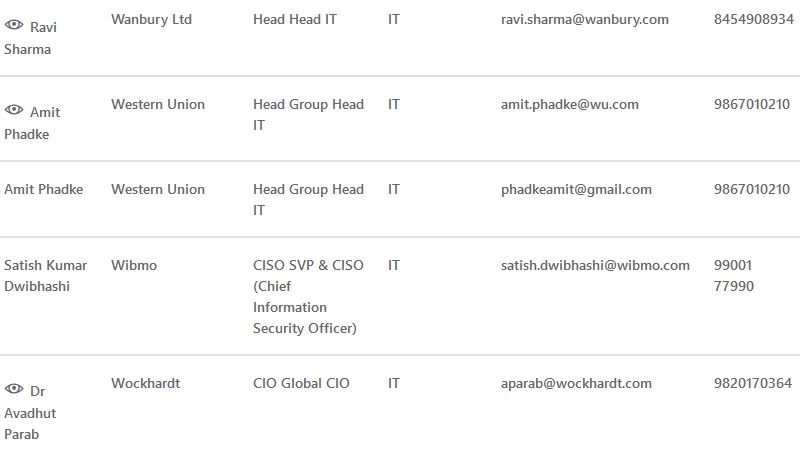 Ravi Sharma Wanbury Ltd Head Head IT IT ravi.sharma@wanbury.com 8454908934
Amit Phadke Western Union Head Group Head IT IT amit.phadke@wu.com 9867010210
Amit Phadke Western Union Head Group Head IT IT phadkeamit@gmail.com 9867010210
Satish Kumar Dwibhashi Wibmo CISO SVP & CISO (Chief Information Security Officer) IT satish.dwibhashi@wibmo.com 99001 77990
Dr Avadhut Parab Wockhardt CIO Global CIO IT aparab@wockhardt.com 9820170364